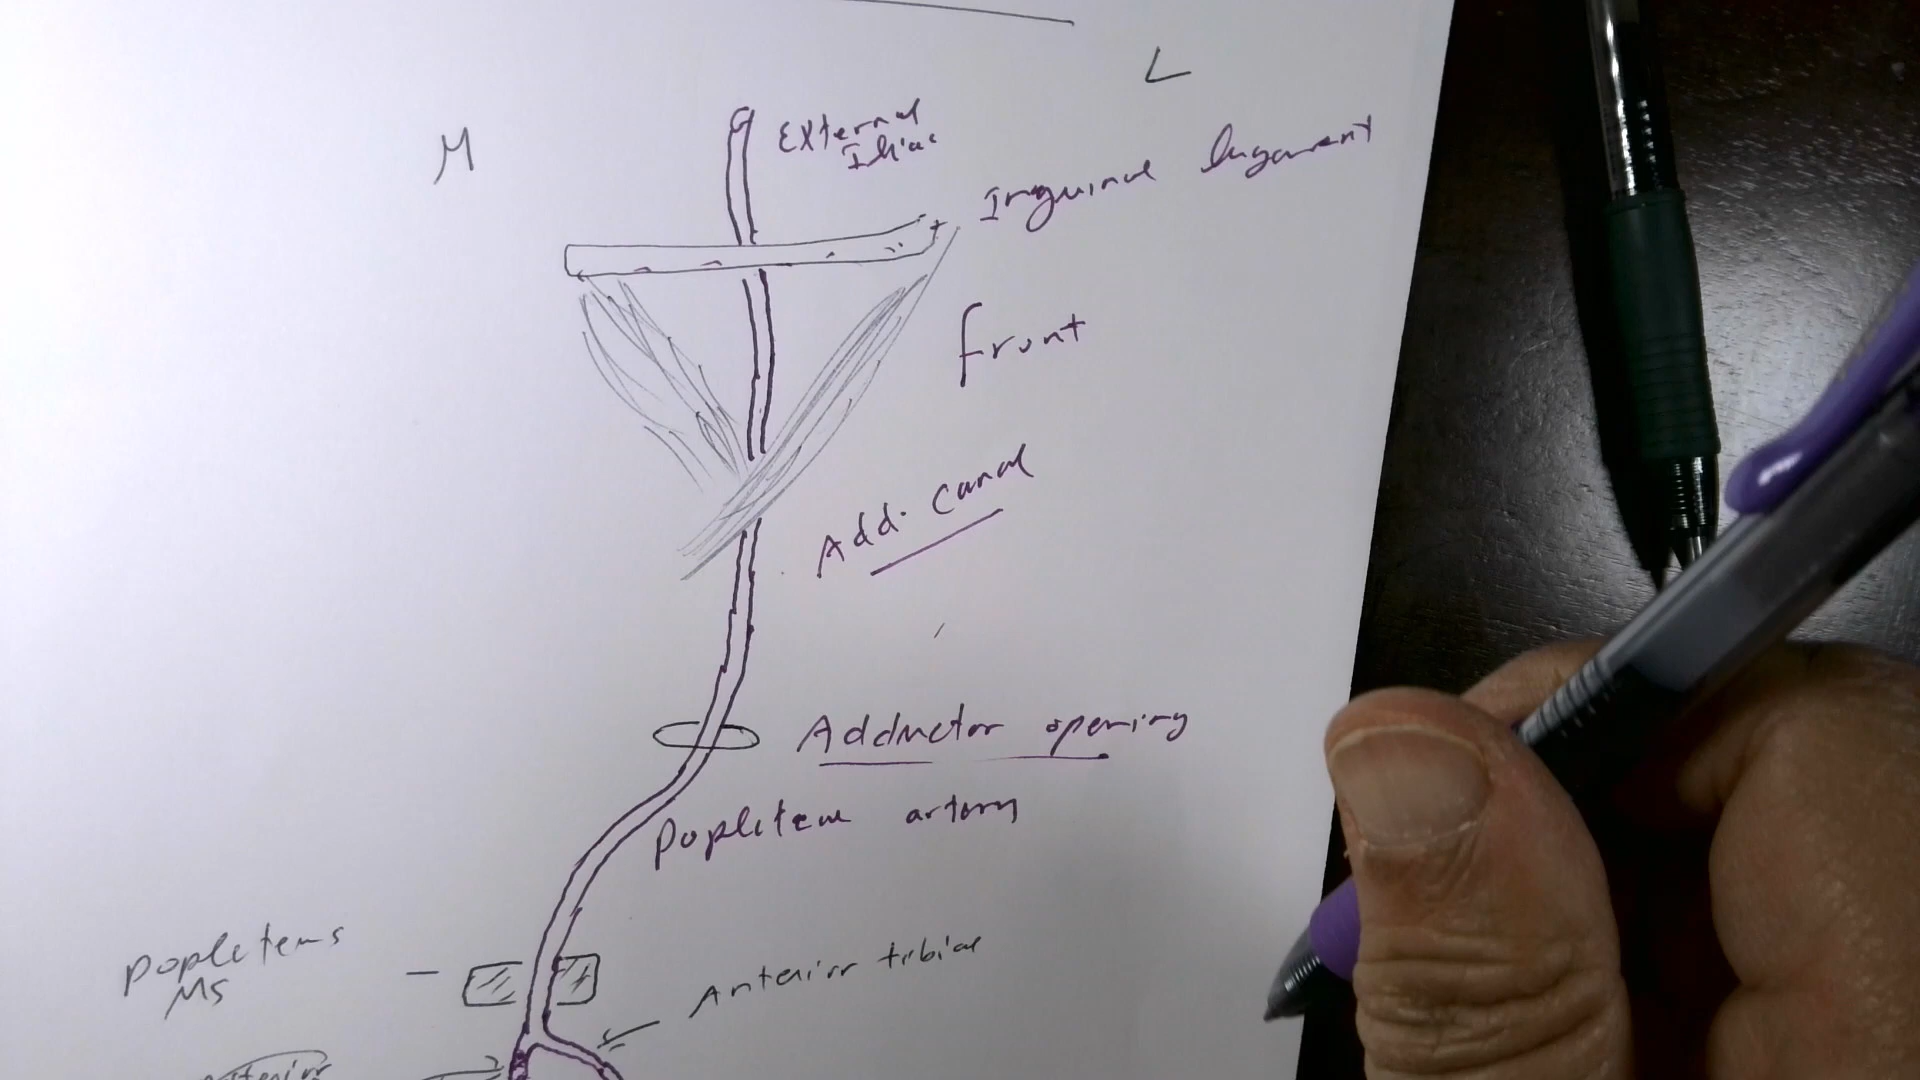 L
M
External
Iliac
Inguinal ligament
front
Add. Canal
Adductor opening
Popliteal artery
Popliteus
MS
Anterior tibial